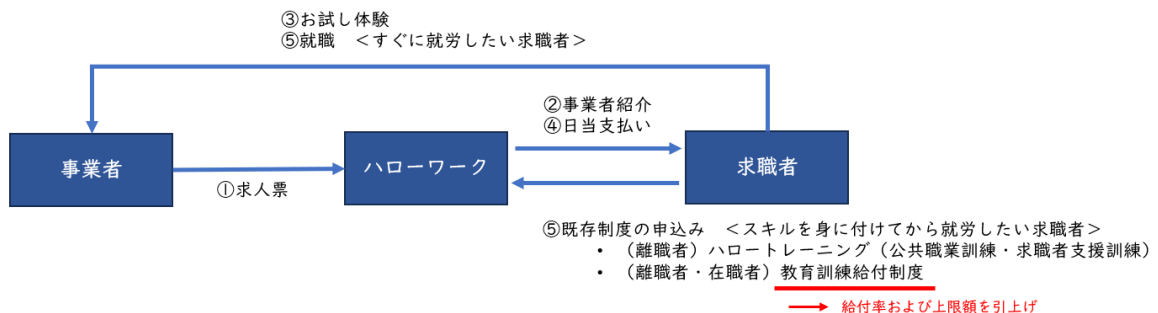 ③お試し体験
⑤就職　＜すぐに就労したい求職者＞
②事業者紹介
④日当支払い
事業者
ハローワーク
求職者
①求人票
⑤既存制度の申込み　＜スキルを身に付けてから就労したい求職者＞
• （離職者）ハロートレーニング（公共職業訓練・求職者支援訓練）
• （離職者・在職者）教育訓練給付制度
給付率および上限額を引上げ